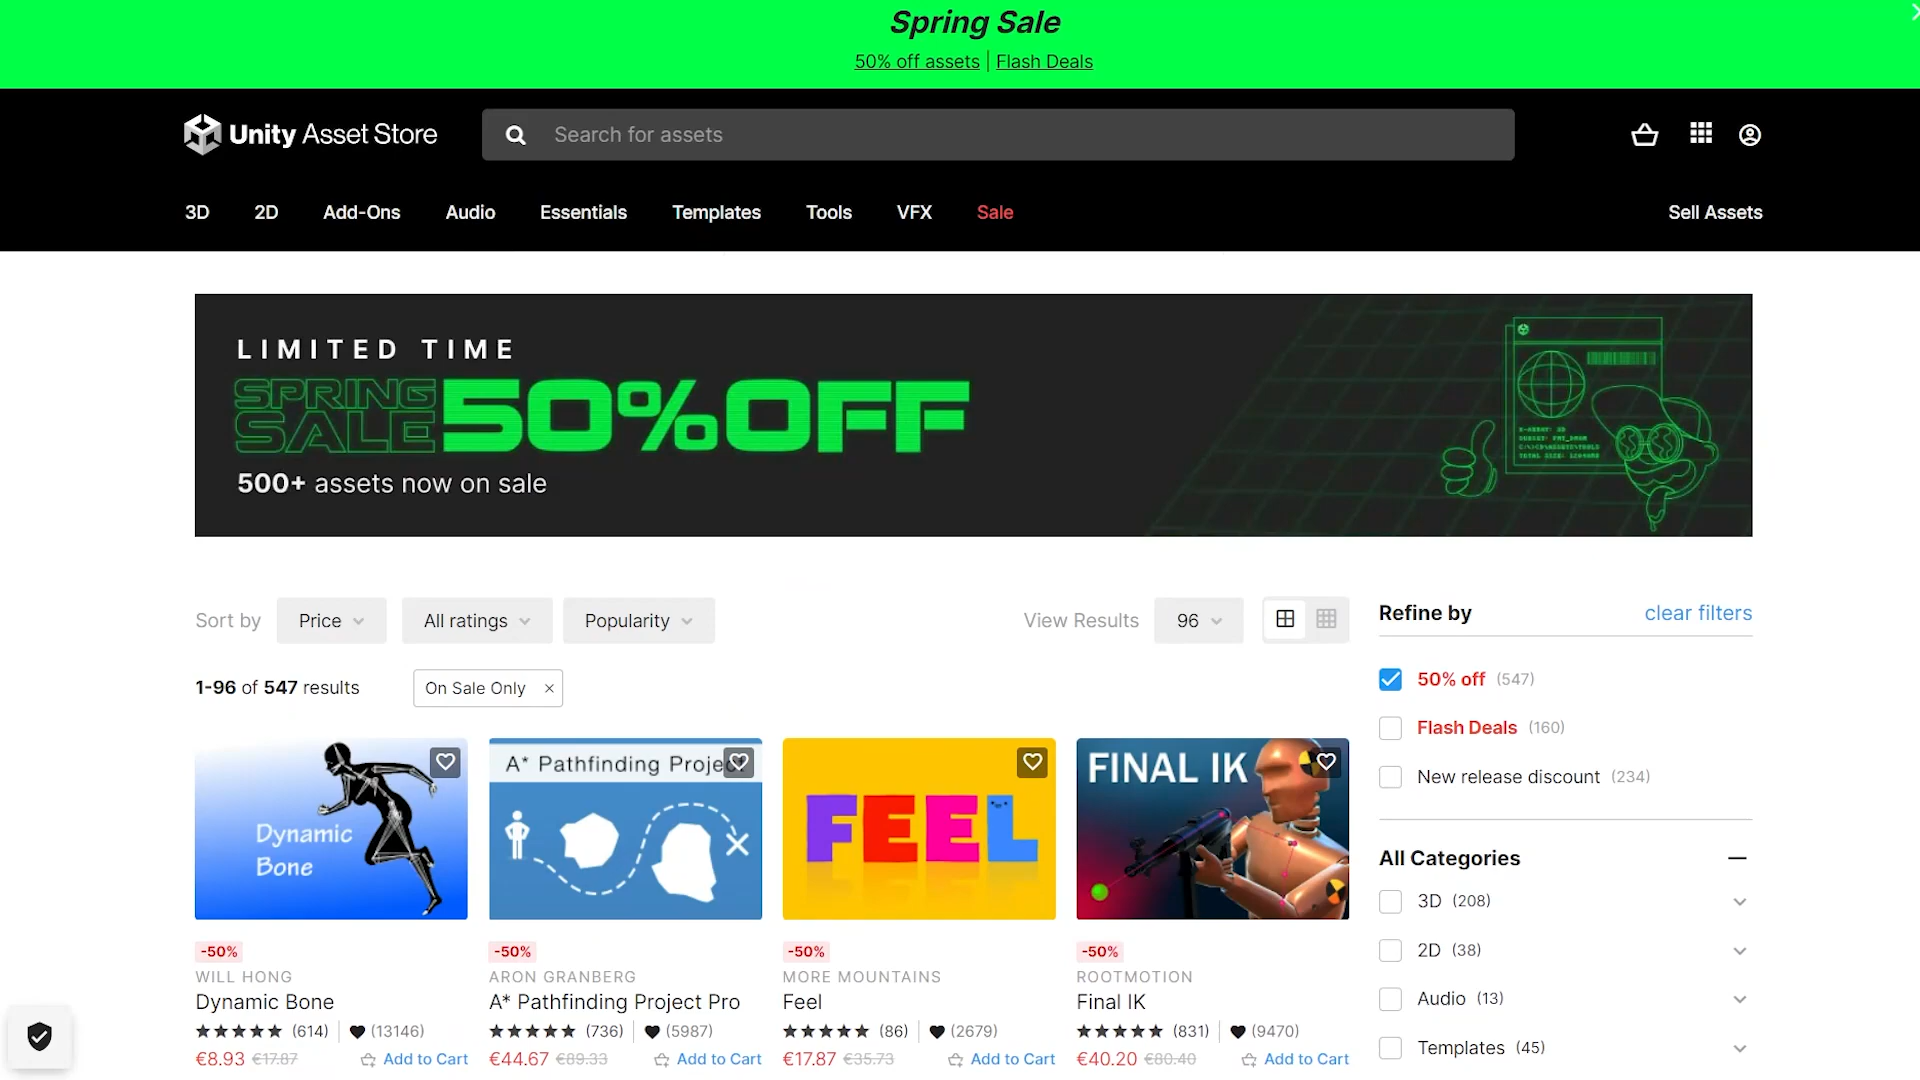 Spring Sale
50% off assets | Flash Deals
Unity Asset Store
Search for assets
3D 2D Add-Ons Audio Essentials Templates Tools VFX Sale Sell Assets
LIMITED TIME
SPRING SALE 50% OFF
500+ assets now on sale
Sort by Price All ratings Popularity View Results 96
Refine by clear filters
1-96 of 547 results On Sale Only ×
50% off (547)
Flash Deals (160)
New release discount (234)
All Categories
3D (208)
2D (38)
Audio (13)
Templates (45)
Dynamic
Bone
-50%
WILL HONG
Dynamic Bone
(614) (13146)
€8.93 €17.87 Add to Cart
A* Pathfinding Project
-50%
ARON GRANBERG
A* Pathfinding Project Pro
(736) (5987)
€44.67 €89.33 Add to Cart
FEEL
-50%
MORE MOUNTAINS
Feel
(86) (2679)
€17.87 €35.73 Add to Cart
FINAL IK
-50%
ROOTMOTION
Final IK
(831) (9470)
€40.20 €80.40 Add to Cart